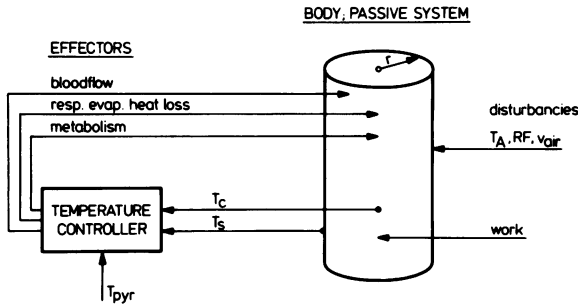 BODY; PASSIVE SYSTEM
EFFECTORS
r
bloodflow
resp. evap. heat loss
metabolism
disturbancies
TA, RF, vair
TEMPERATURE
CONTROLLER
Tc
Ts
work
Tpyr